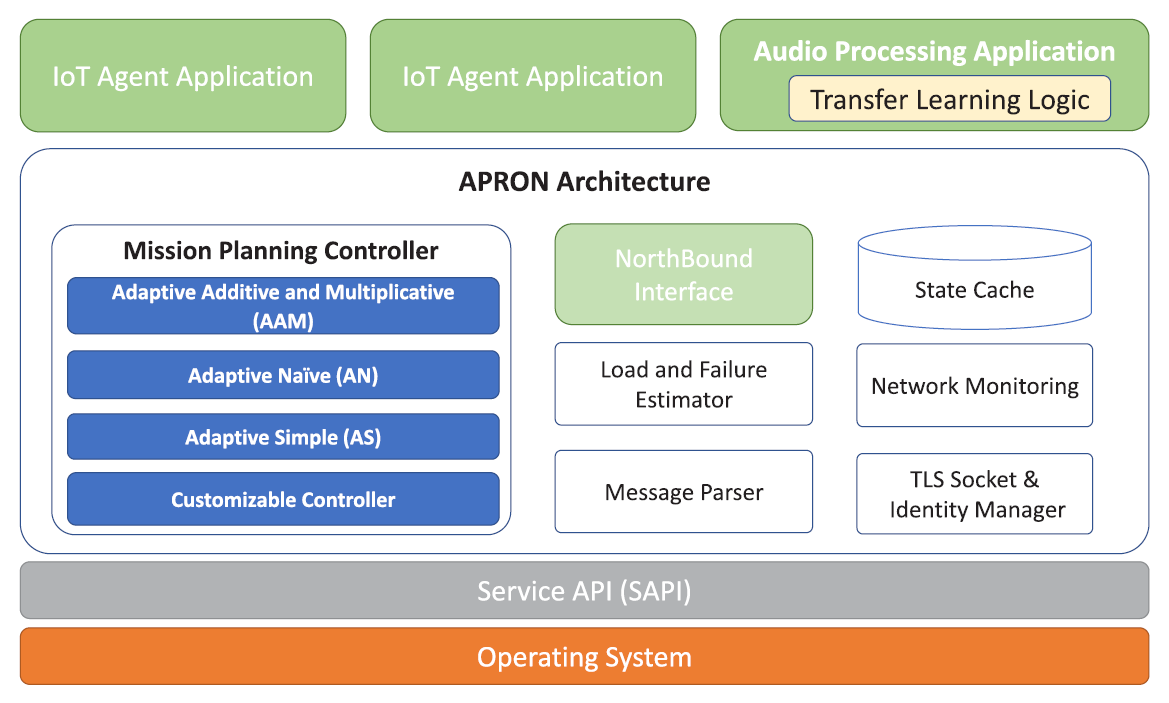 IoT Agent Application
IoT Agent Application
Audio Processing Application
Transfer Learning Logic
APRON Architecture
Mission Planning Controller
Adaptive Additive and Multiplicative
(AAM)
Adaptive Naïve (AN)
Adaptive Simple (AS)
Customizable Controller
NorthBound
Interface
Load and Failure
Estimator
Message Parser
State Cache
Network Monitoring
TLS Socket &
Identity Manager
Service API (SAPI)
Operating System